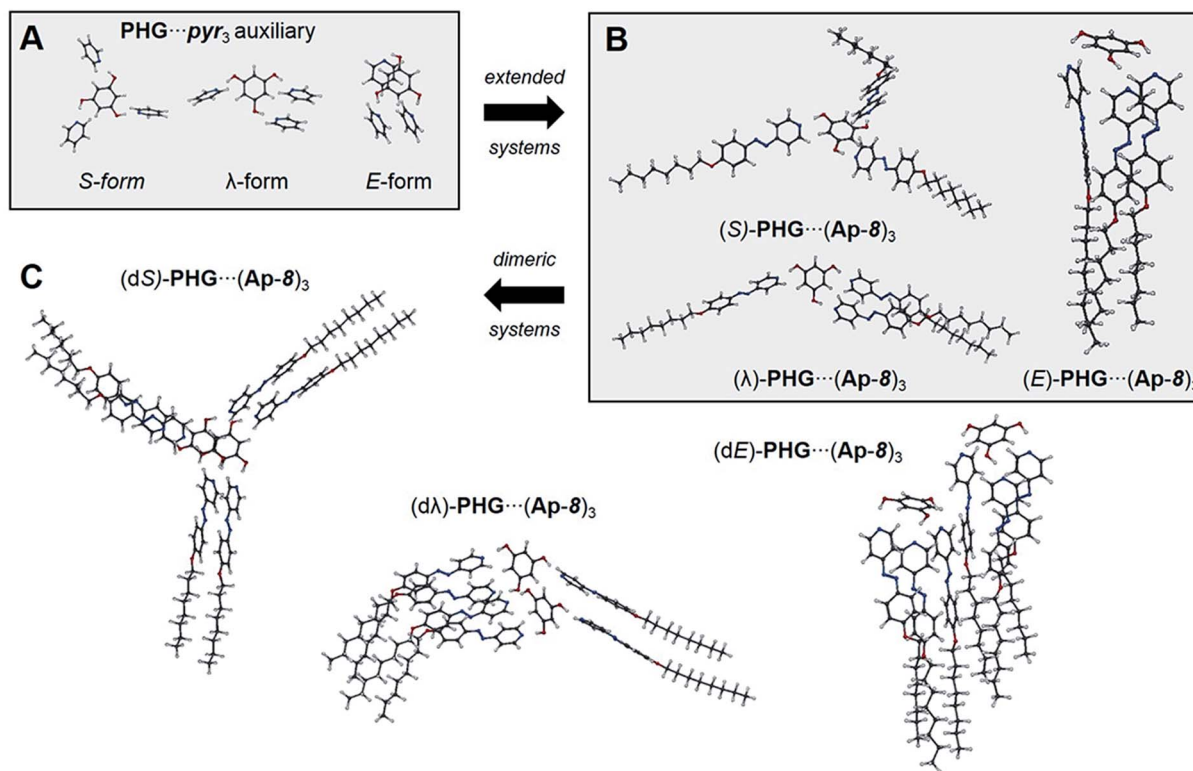 A
PHG···pyr₃ auxiliary
S-form
λ-form
E-form
extended
systems
B
(S)-PHG···(Ap-8)₃
(λ)-PHG···(Ap-8)₃
(E)-PHG···(Ap-8)₃
dimeric
systems
C
(dS)-PHG···(Ap-8)₃
(dλ)-PHG···(Ap-8)₃
(dE)-PHG···(Ap-8)₃